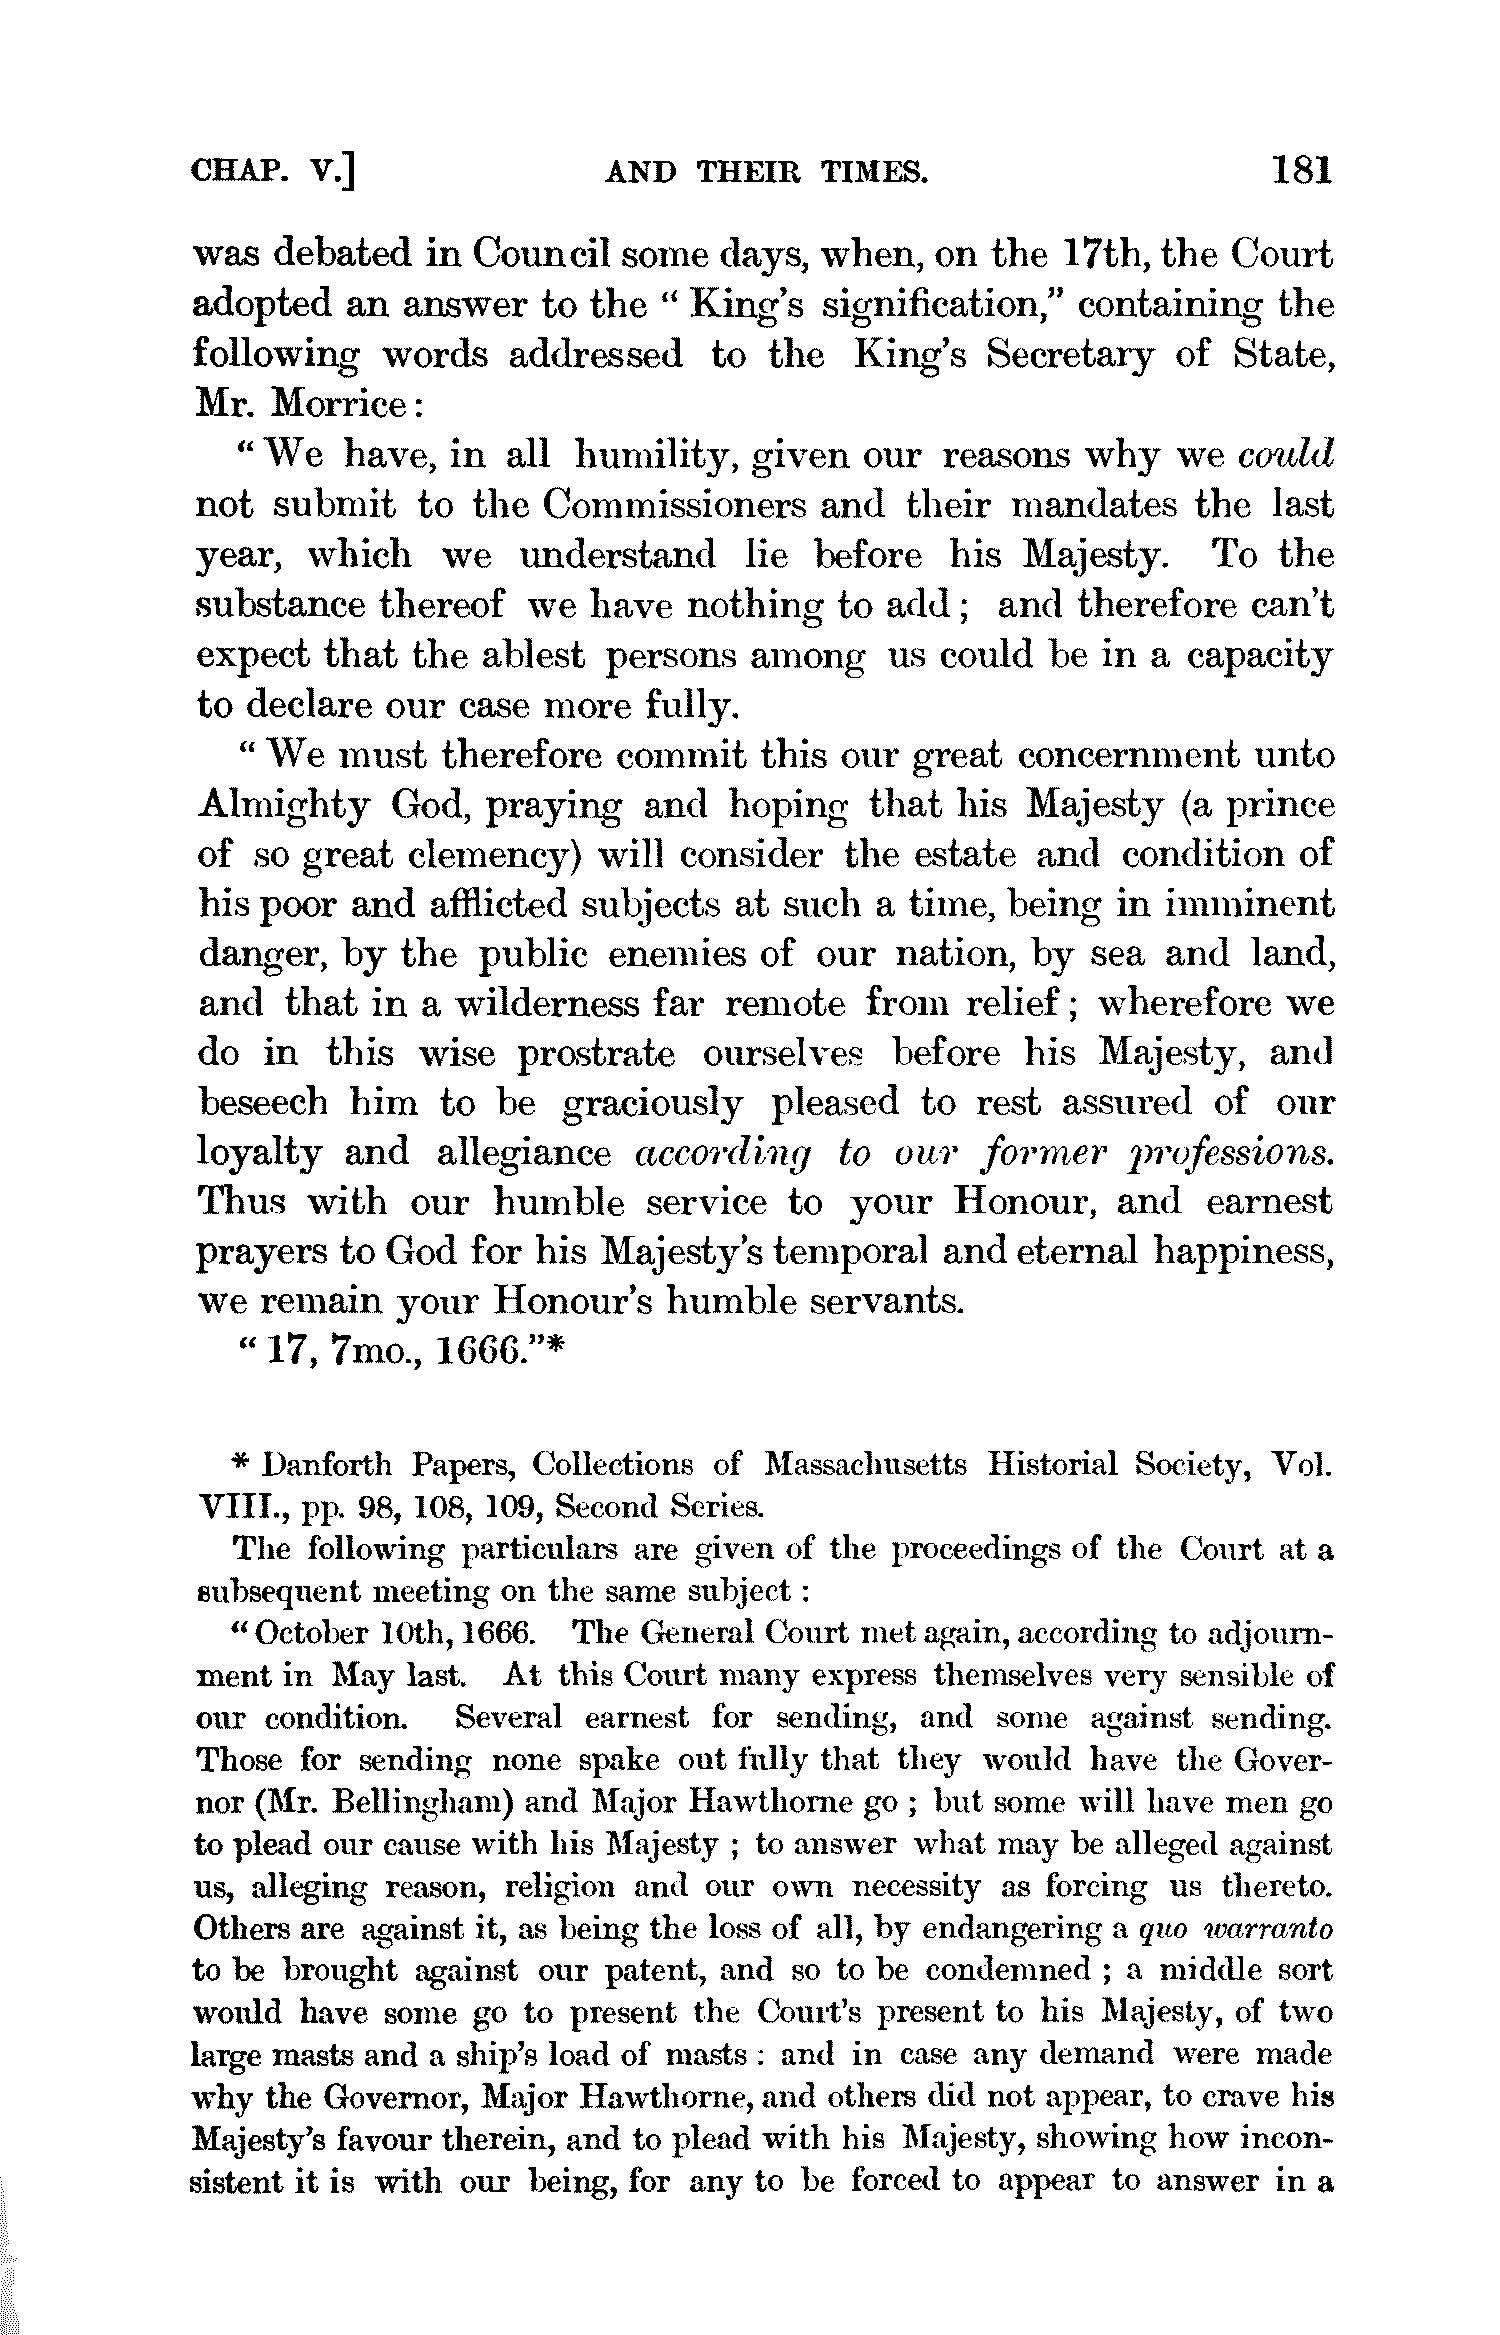 CHAP. V.] AND THEIR TIMES. 181
was debated in Council some days, when, on the 17th, the Court
adopted an answer to the “ King’s signification,” containing the
following words addressed to the King’s Secretary of State,
Mr. Morrice :
“ We have, in all humility, given our reasons why we could
not submit to the Commissioners and their mandates the last
year, which we understand lie before his Majesty. To the
substance thereof we have nothing to add ; and therefore can’t
expect that the ablest persons among us could be in a capacity
to declare our case more fully.
“ We must therefore commit this our great concernment unto
Almighty God, praying and hoping that his Majesty (a prince
of so great clemency) will consider the estate and condition of
his poor and afflicted subjects at such a time, being in imminent
danger, by the public enemies of our nation, by sea and land,
and that in a wilderness far remote from relief ; wherefore we
do in this wise prostrate ourselves before his Majesty, and
beseech him to be graciously pleased to rest assured of our
loyalty and allegiance according to our former professions.
Thus with our humble service to your Honour, and earnest
prayers to God for his Majesty’s temporal and eternal happiness,
we remain your Honour’s humble servants.
“ 17, 7mo., 1666.”*
* Danforth Papers, Collections of Massachusetts Historial Society, Vol.
VIII., pp. 98, 108, 109, Second Series.
The following particulars are given of the proceedings of the Court at a
subsequent meeting on the same subject :
“ October 10th, 1666. The General Court met again, according to adjourn-
ment in May last. At this Court many express themselves very sensible of
our condition. Several earnest for sending, and some against sending.
Those for sending none spake out fully that they would have the Gover-
nor (Mr. Bellingham) and Major Hawthorne go ; but some will have men go
to plead our cause with his Majesty ; to answer what may be alleged against
us, alleging reason, religion and our own necessity as forcing us thereto.
Others are against it, as being the loss of all, by endangering a quo warranto
to be brought against our patent, and so to be condemned ; a middle sort
would have some go to present the Court’s present to his Majesty, of two
large masts and a ship’s load of masts : and in case any demand were made
why the Governor, Major Hawthorne, and others did not appear, to crave his
Majesty’s favour therein, and to plead with his Majesty, showing how incon-
sistent it is with our being, for any to be forced to appear to answer in a